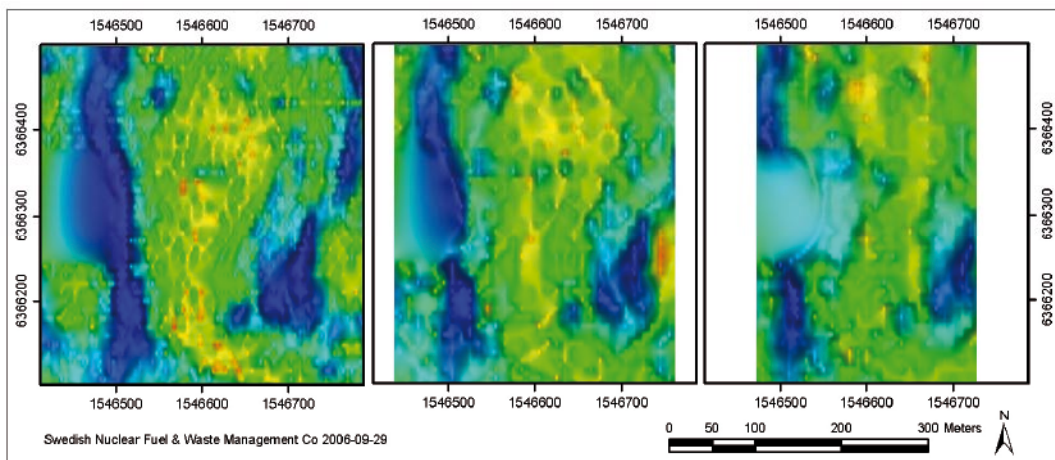 1546500 1546600 1546700 1546500 1546600 1546700 1546500 1546600 1546700
6366400 6366400
6366300 6366300
6366200 6366200
1546500 1546600 1546700 1546500 1546600 1546700 1546500 1546600 1546700
Swedish Nuclear Fuel & Waste Management Co 2006-09-29
0 50 100 200 300 Meters
N